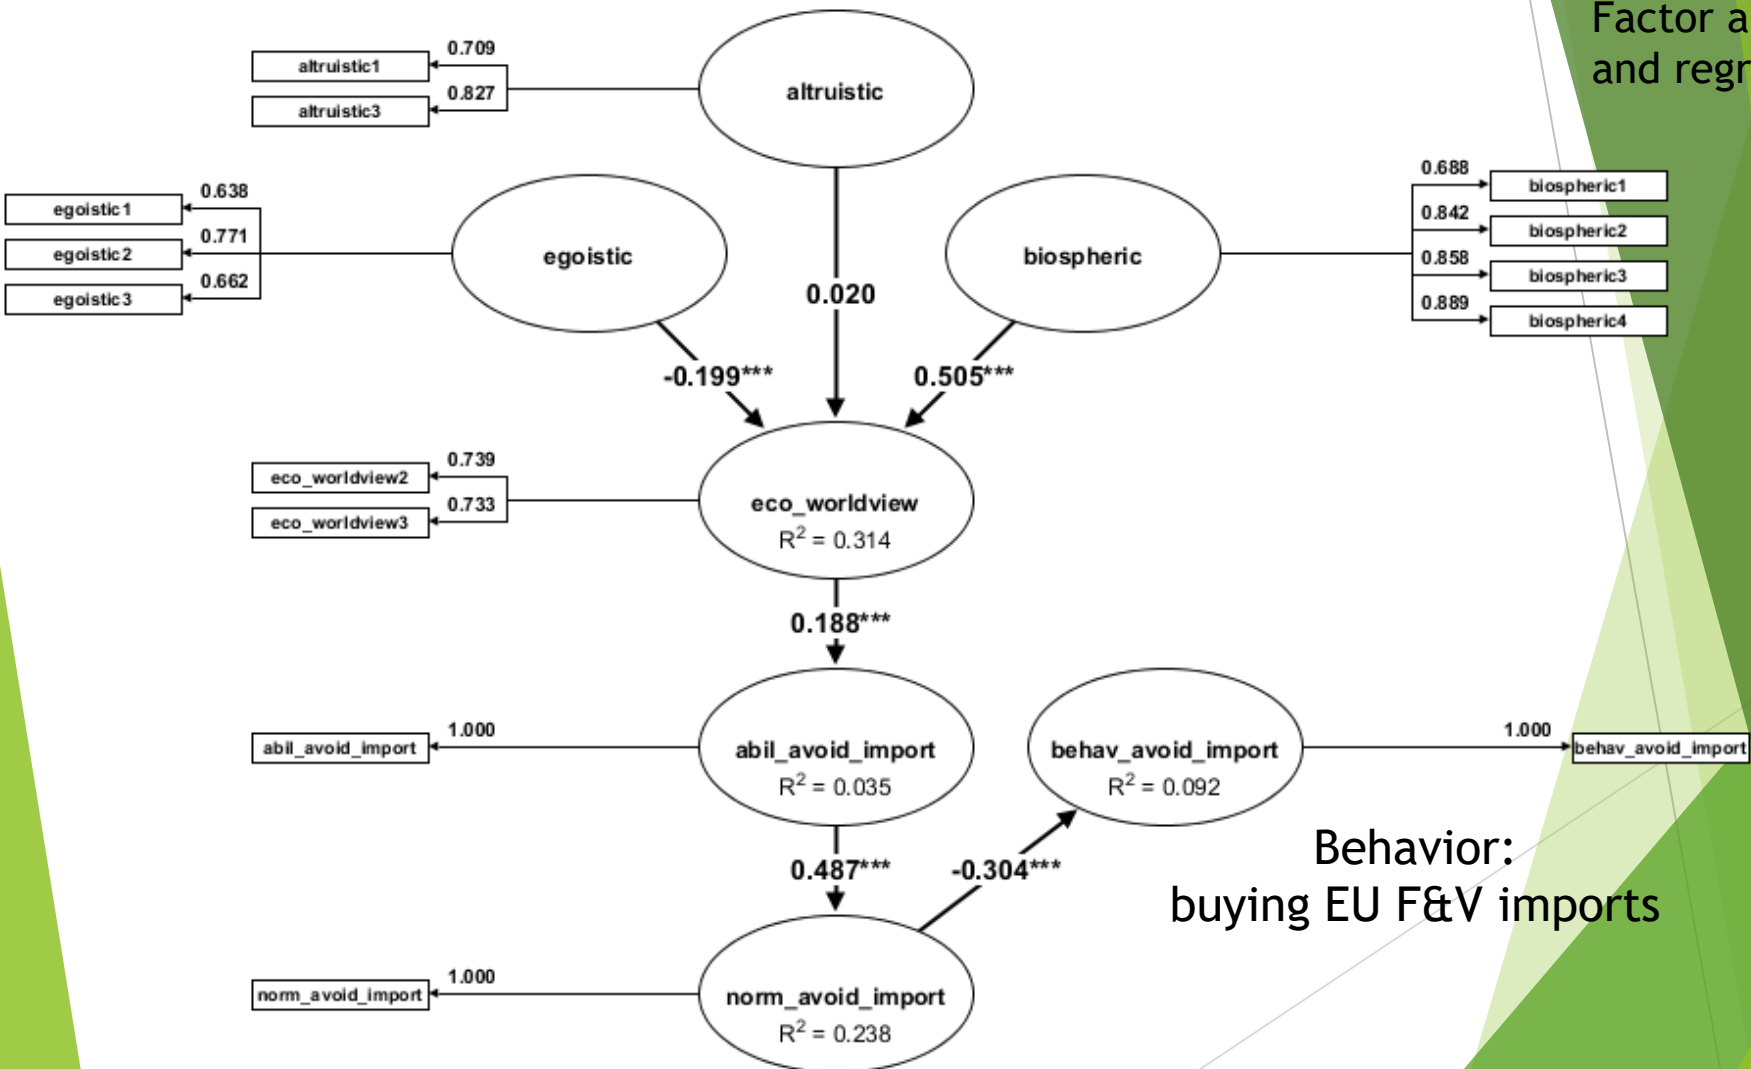 Factor a
and regr
0.709
altruistic1
0.827
altruistic3
altruistic
0.638
egoistic1
0.771
egoistic2
0.662
egoistic3
egoistic
biospheric
0.688
biospheric1
0.842
biospheric2
0.858
biospheric3
0.889
biospheric4
0.020
-0.199***
0.505***
0.739
eco_worldview2
0.733
eco_worldview3
eco_worldview
R² = 0.314
0.188***
1.000
abil_avoid_import
abil_avoid_import
R² = 0.035
behav_avoid_import
R² = 0.092
1.000
behav_avoid_import
0.487***
-0.304***
Behavior:
buying EU F&V imports
1.000
norm_avoid_import
norm_avoid_import
R² = 0.238